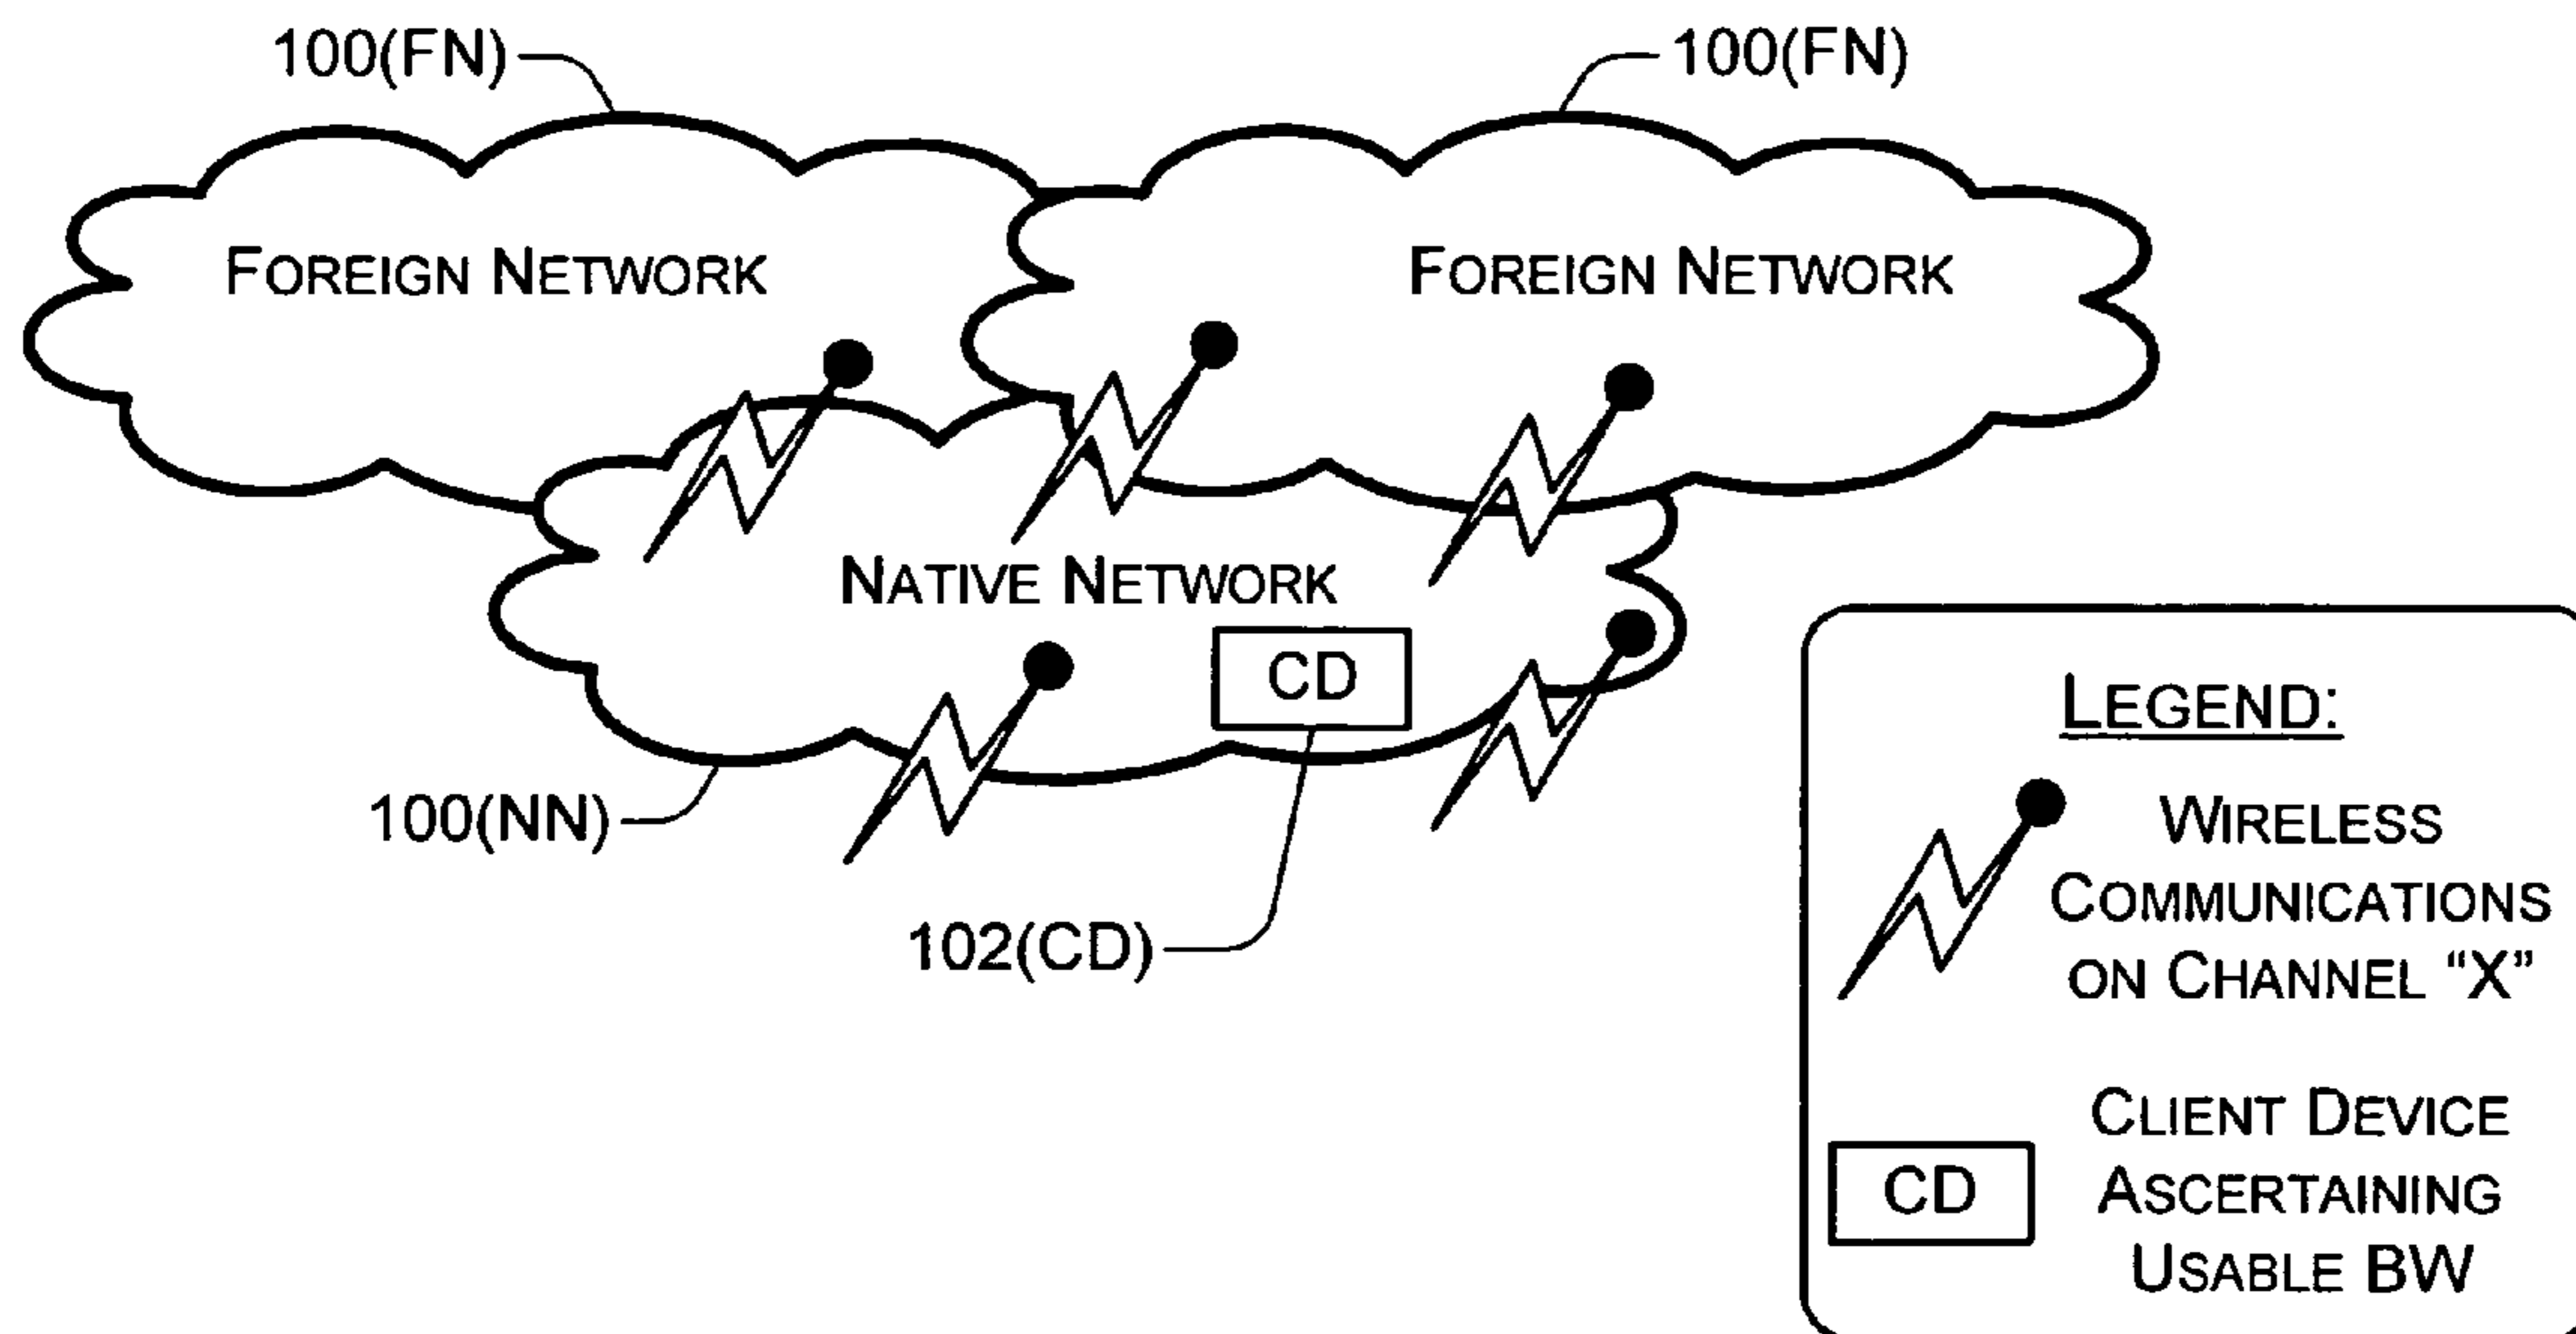 100(FN)
100(FN)
FOREIGN NETWORK
FOREIGN NETWORK
NATIVE NETWORK
CD
100(NN)
102(CD)
LEGEND:
WIRELESS
COMMUNICATIONS
ON CHANNEL “X”
CLIENT DEVICE
ASCERTAINING
USABLE BW
CD